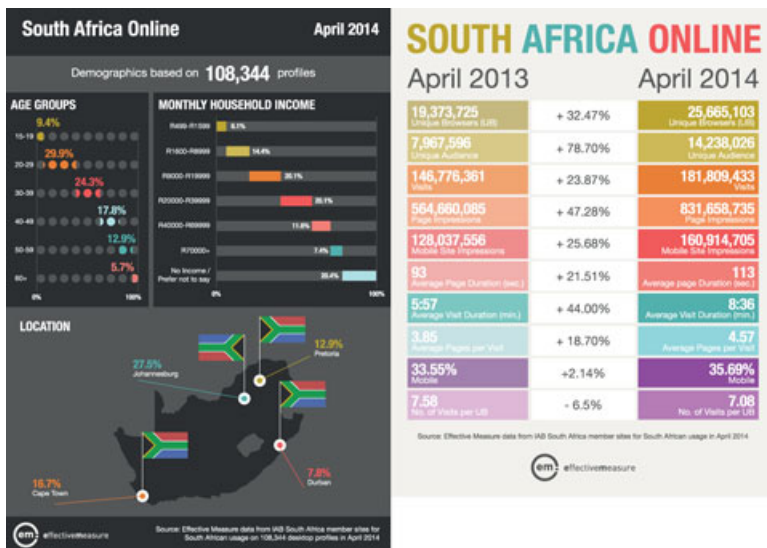 South Africa Online
April 2014
Demographics based on 108,344 profiles
AGE GROUPS
9.4%
15-19
29.9%
20-29
24.3%
30-39
17.8%
40-49
12.9%
50-59
5.7%
60+
0%
100%
MONTHLY HOUSEHOLD INCOME
6.1%
R1600-R8999
14.4%
R9000-R19999
20.1%
R20000-R39999
20.1%
R40000-R69999
11.8%
R70000+
7.4%
No Income /
Prefer not to say
0%
100%
LOCATION
12.9%
Pretoria
27.5%
Johannesburg
7.8%
Durban
16.7%
Cape Town
em:
effectivemeasure
Source: Effective Measure data from IAB South Africa member sites for
South African usage on 108,344 desktop profiles in April 2014
SOUTH AFRICA ONLINE
April 2013
April 2014
19,373,725
Unique Browsers (UB)
+ 32.47%
25,665,103
Unique Browsers (UB)
7,967,596
Unique Audience
+ 78.70%
14,238,026
Unique Audience
146,776,361
Visits
+ 23.87%
181,809,433
Visits
564,660,085
Page Impressions
+ 47.28%
831,658,735
Page Impressions
128,037,556
Mobile Site Impressions
+ 25.68%
160,914,705
Mobile Site Impressions
93
Average Page Duration (sec.)
+ 21.51%
113
Average page Duration (sec.)
5:57
Average Visit Duration (min.)
+ 44.00%
8:36
Average Visit Duration (min.)
3.85
Average Pages per Visit
+ 18.70%
4.57
Average Pages per Visit
33.55%
Mobile
+2.14%
35.69%
Mobile
7.58
No. of Visits per UB
- 6.5%
7.08
No. of Visits per UB
Source: Effective Measure data from IAB South Africa member sites for South African usage in April 2014
em:
effectivemeasure